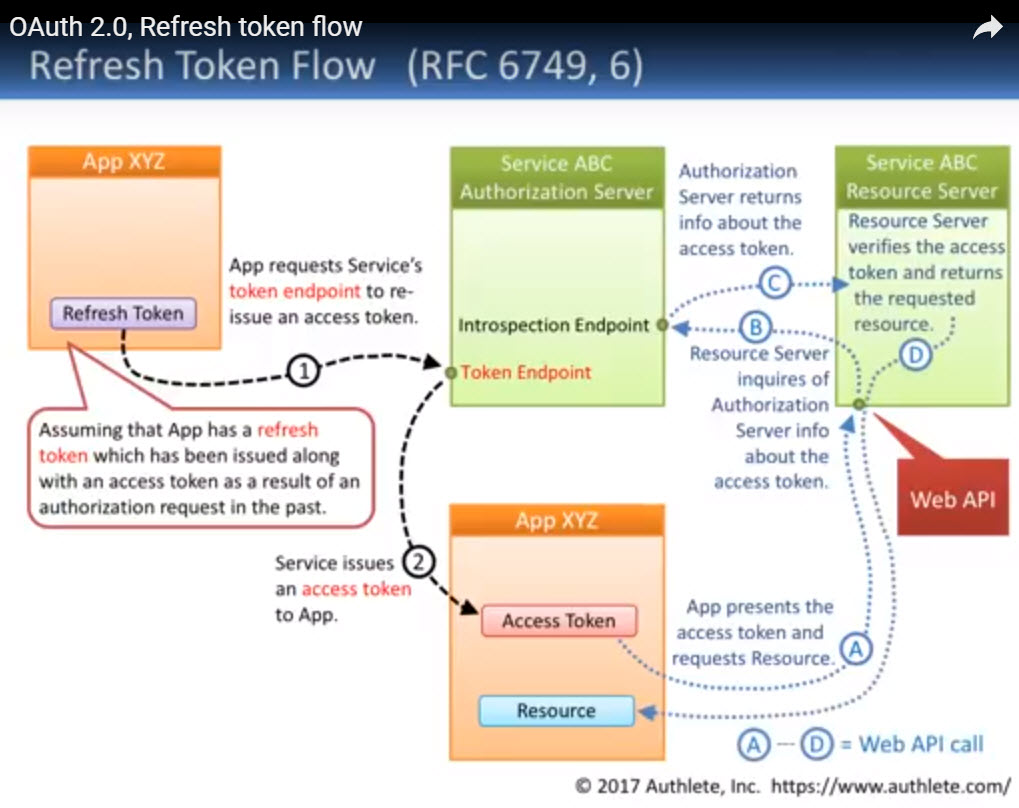 OAuth 2.0, Refresh token flow
Refresh Token Flow (RFC 6749, 6)
App XYZ
Refresh Token
App requests Service's
token endpoint to re-
issue an access token.
1
Assuming that App has a refresh
token which has been issued along
with an access token as a result of an
authorization request in the past.
Service ABC
Authorization Server
Introspection Endpoint
Token Endpoint
Authorization
Server returns
info about the
access token.
C
B
Resource Server
inquires of
Authorization
Server info
about the
access token.
Service ABC
Resource Server
Resource Server
verifies the access
token and returns
the requested
resource.
D
Web API
2
Service issues
an access token
to App.
App XYZ
Access Token
Resource
App presents the
access token and
requests Resource.
A
A --- D = Web API call
© 2017 Authlete, Inc. https://www.authlete.com/